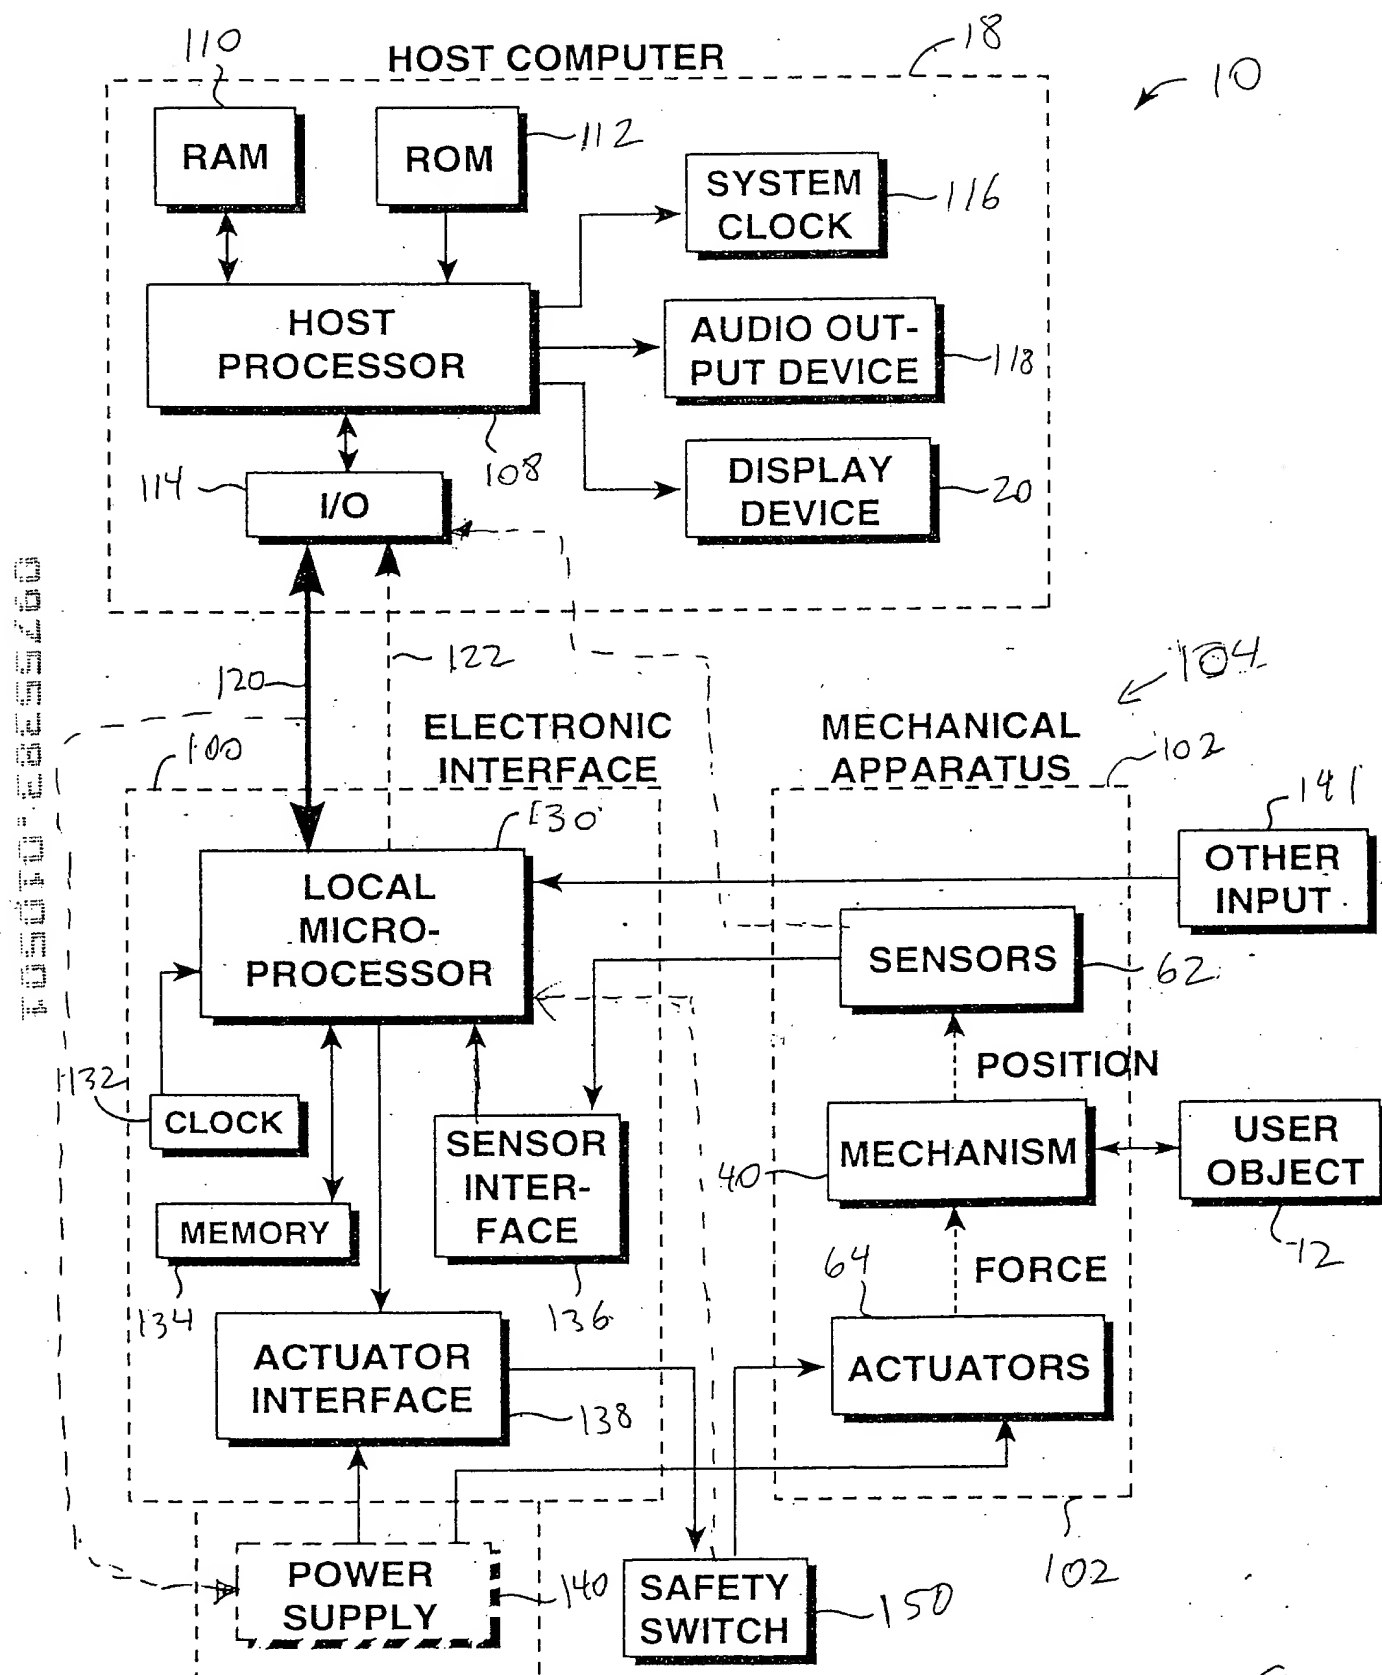 110
HOST COMPUTER
18
10
RAM
ROM
112
SYSTEM
CLOCK
116
HOST
PROCESSOR
AUDIO OUT-
PUT DEVICE
118
108
114
I/O
DISPLAY
DEVICE
20
120
122
104
ELECTRONIC
INTERFACE
100
MECHANICAL
APPARATUS
102
141
130
LOCAL
MICRO-
PROCESSOR
OTHER
INPUT
SENSORS
62
POSITION
132
CLOCK
SENSOR
INTER-
FACE
136
40
MECHANISM
USER
OBJECT
12
MEMORY
134
64
FORCE
ACTUATOR
INTERFACE
138
ACTUATORS
102
POWER
SUPPLY
140
SAFETY
SWITCH
150
09755383.010501